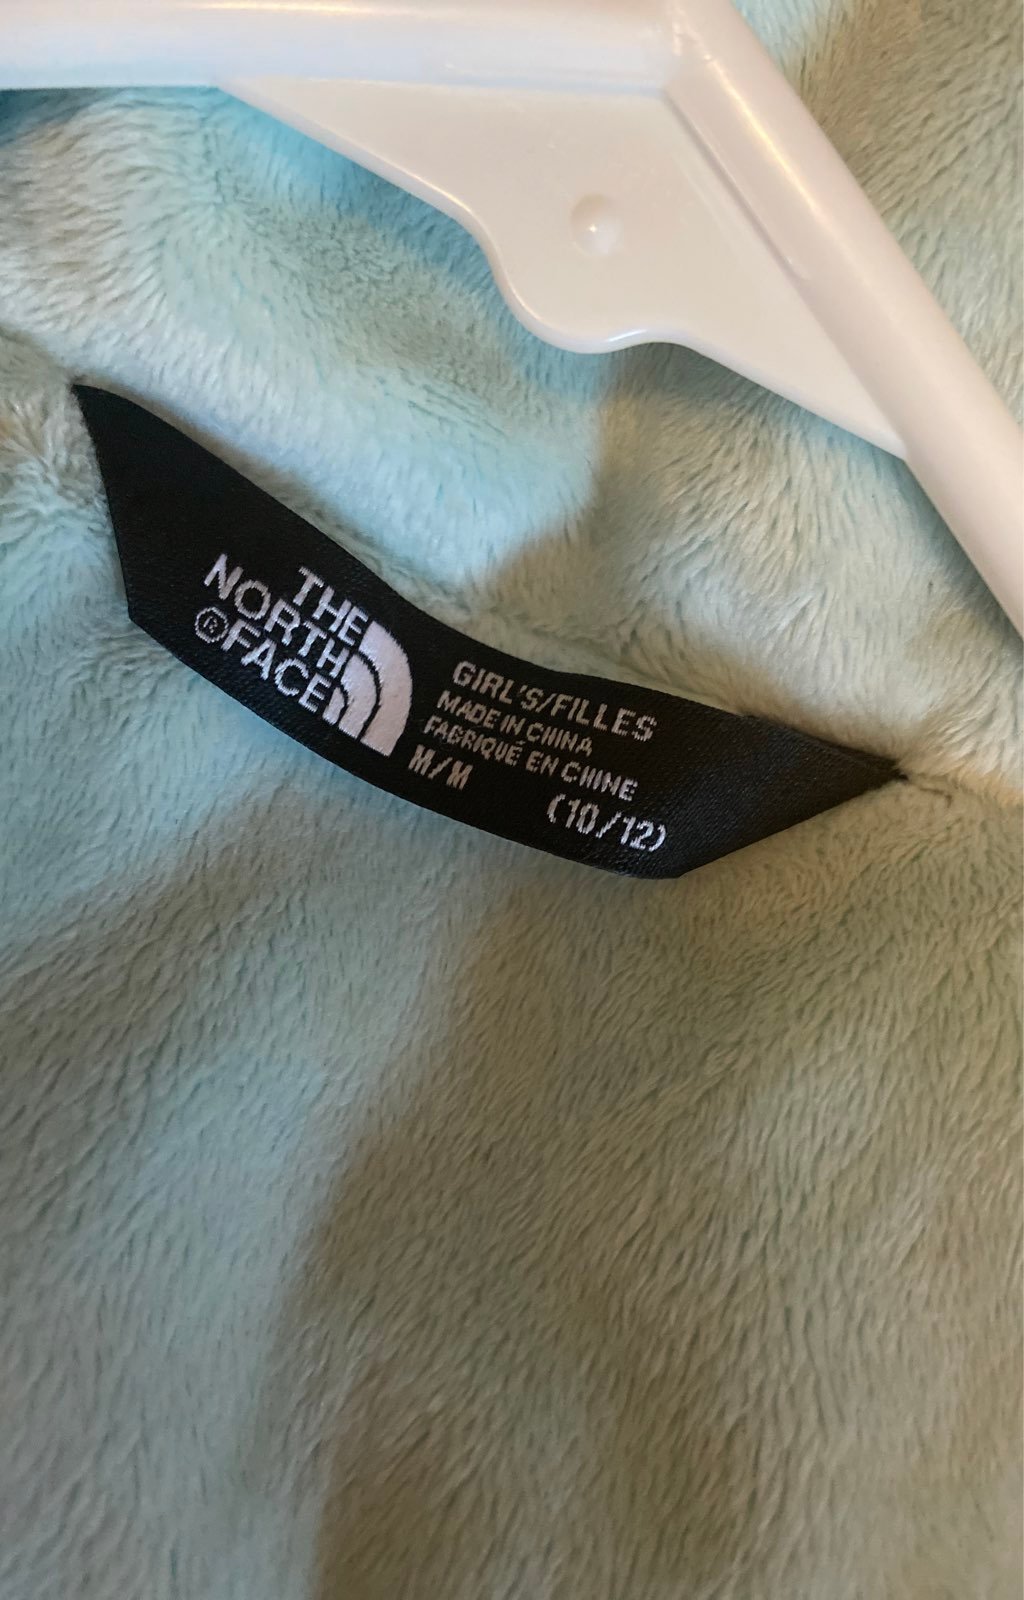 THE
NORTH
®FACE
GIRL'S/FILLES
MADE IN CHINA
FABRIQUÉ EN CHINE
M/M (10/12)